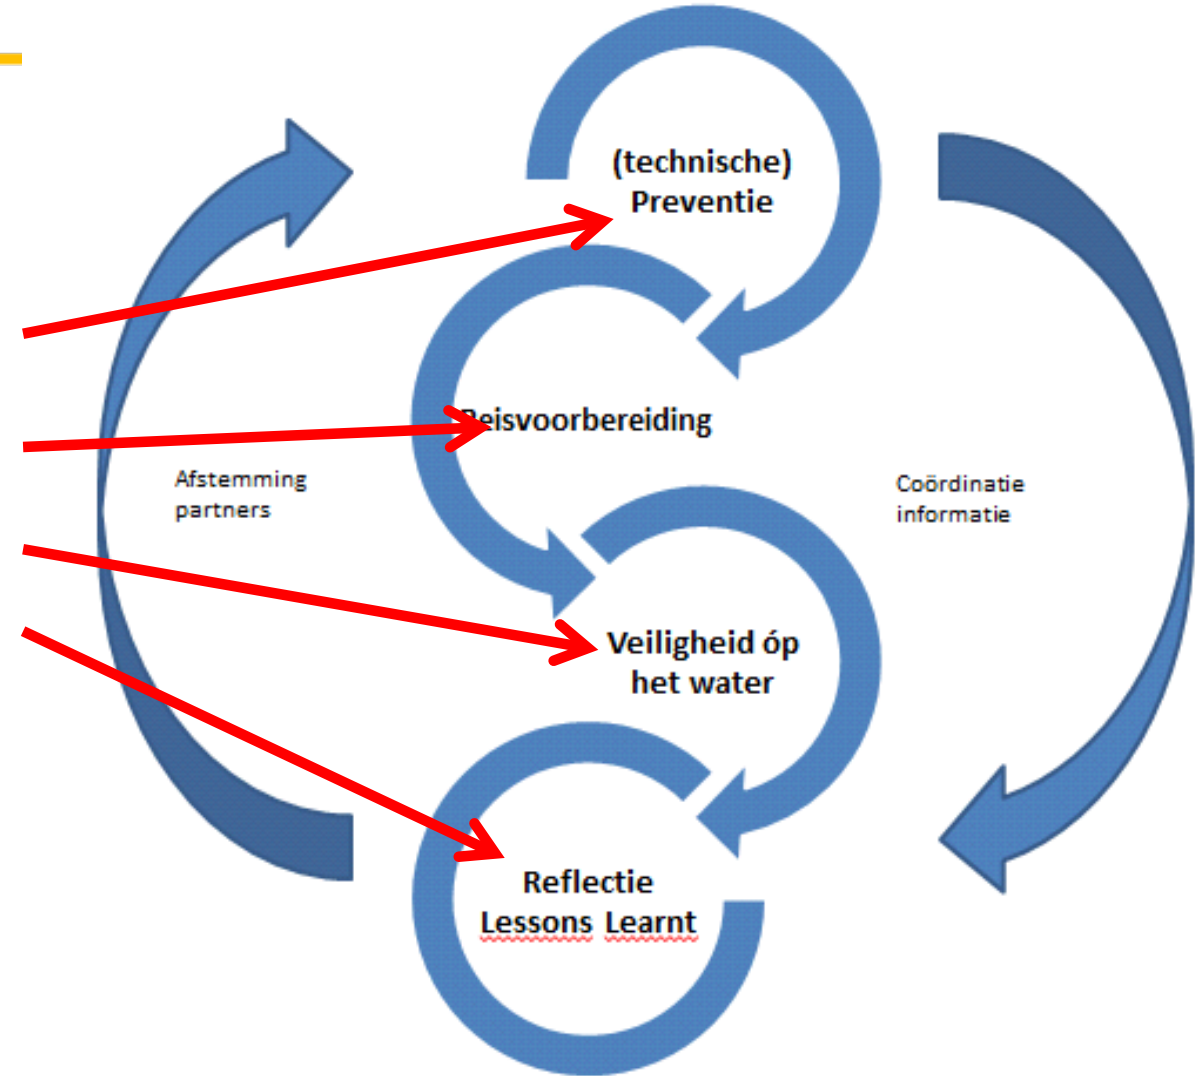 (technische)
Preventie
Reisvoorbereiding
Afstemming
partners
Coördinatie
informatie
Veiligheid óp
het water
Reflectie
Lessons Learnt